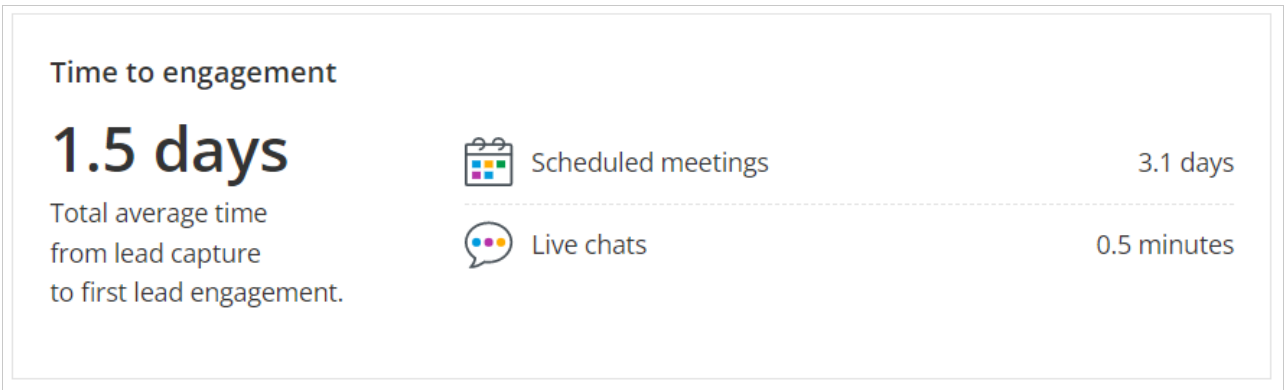 Time to engagement
1.5 days
Total average time
from lead capture
to first lead engagement.
Scheduled meetings 3.1 days
Live chats 0.5 minutes